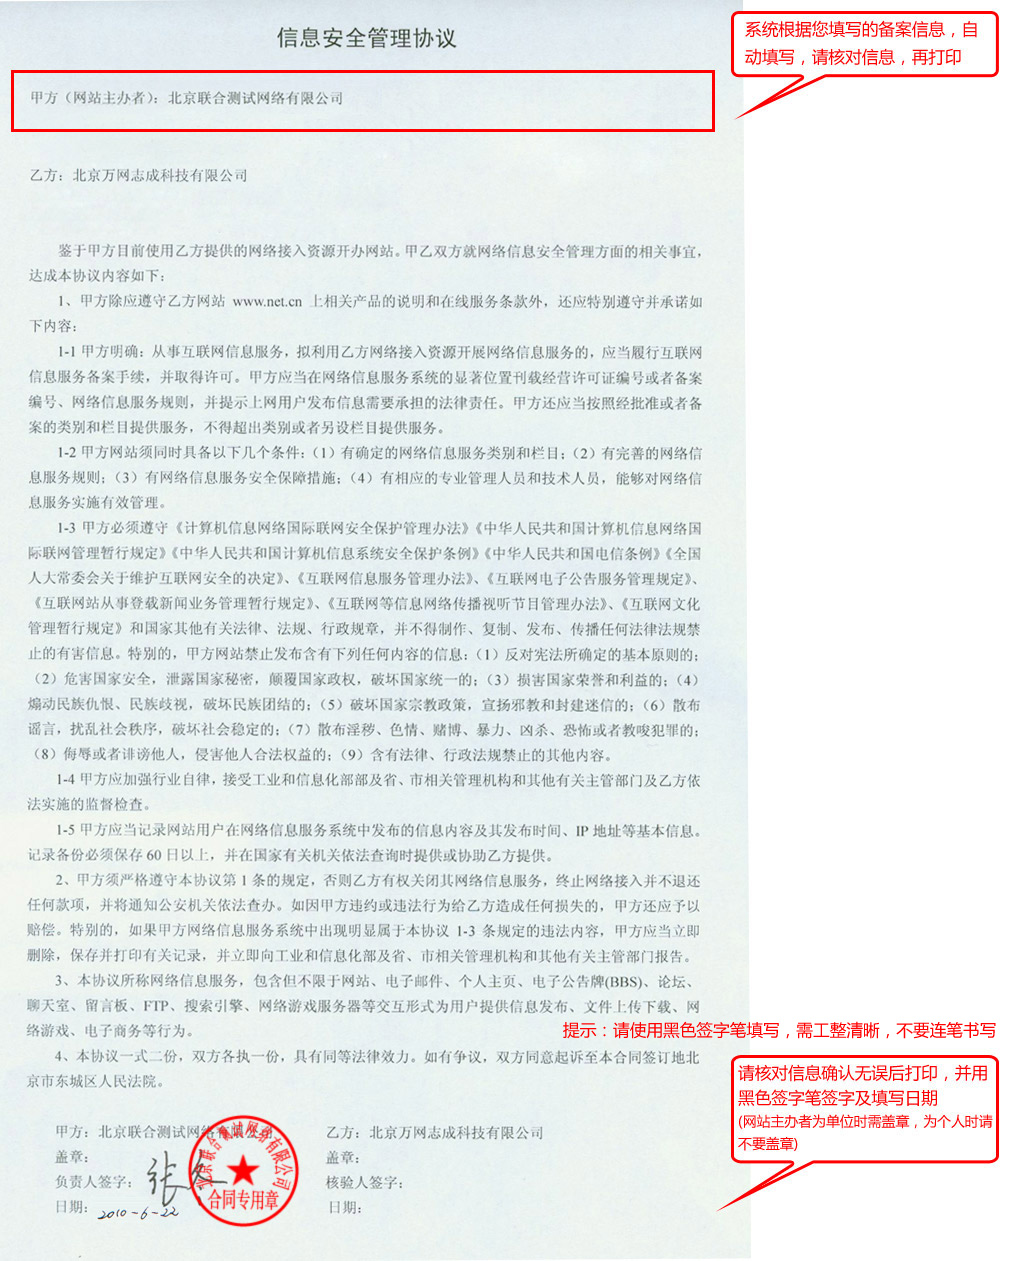 信息安全管理协议
系统根据您填写的备案信息，自
动填写，请核对信息，再打印
甲方（网站主办者）：北京联合测试网络有限公司
乙方：北京万网志成科技有限公司
鉴于甲方目前使用乙方提供的网络接入资源开办网站。甲乙双方就网络信息安全管理方面的相关事宜，
达成本协议内容如下：
1、甲方除应遵守乙方网站 www.net.cn 上相关产品的说明和在线服务条款外，还应特别遵守并承诺如
下内容：
1-1 甲方明确：从事互联网信息服务，拟利用乙方网络接入资源开展网络信息服务的，应当履行互联网
信息服务备案手续，并取得许可。甲方应当在网络信息服务系统的显著位置刊载经营许可证编号或者备案
编号、网络信息服务规则，并提示上网用户发布信息需要承担的法律责任。甲方还应当按照经批准或者备
案的类别和栏目提供服务，不得超出类别或者另设栏目提供服务。
1-2 甲方网站须同时具备以下几个条件：（1）有确定的网络信息服务类别和栏目；（2）有完善的网络信
息服务规则；（3）有网络信息服务安全保障措施；（4）有相应的专业管理人员和技术人员，能够对网络信
息服务实施有效管理。
1-3 甲方必须遵守《计算机信息网络国际联网安全保护管理办法》《中华人民共和国计算机信息网络国
际联网管理暂行规定》《中华人民共和国计算机信息系统安全保护条例》《中华人民共和国电信条例》《全国
人大常委会关于维护互联网安全的决定》、《互联网信息服务管理办法》、《互联网电子公告服务管理规定》、
《互联网站从事登载新闻业务管理暂行规定》、《互联网等信息网络传播视听节目管理办法》、《互联网文化
管理暂行规定》和国家其他有关法律、法规、行政规章，并不得制作、复制、发布、传播任何法律法规禁
止的有害信息。特别的，甲方网站禁止发布含有下列任何内容的信息；（1）反对宪法所确定的基本原则的；
（2）危害国家安全，泄露国家秘密，颠覆国家政权，破坏国家统一的；（3）损害国家荣誉和利益的；（4）
煽动民族仇恨、民族歧视，破坏民族团结的；（5）破坏国家宗教政策，宣扬邪教和封建迷信的；（6）散布
谣言，扰乱社会秩序，破坏社会稳定的；（7）散布淫秽、色情、赌博、暴力、凶杀、恐怖或者教唆犯罪的；
（8）侮辱或者诽谤他人，侵害他人合法权益的；（9）含有法律、行政法规禁止的其他内容。
1-4 甲方应加强行业自律，接受工业和信息化部部及省、市相关管理机构和其他有关主管部门及乙方依
法实施的监督检查。
1-5 甲方应当记录网站用户在网络信息服务系统中发布的信息内容及其发布时间、IP 地址等基本信息。
记录备份必须保存 60 日以上，并在国家有关机关依法查询时提供或协助乙方提供。
2、甲方须严格遵守本协议第 1 条的规定，否则乙方有权关闭其网络信息服务，终止网络接入并不退还
任何款项，并将通知公安机关依法查办。如因甲方违约或违法行为给乙方造成任何损失的，甲方还应予以
赔偿。特别的，如果甲方网络信息服务系统中出现明显属于本协议 1-3 条规定的违法内容，甲方应当立即
删除，保存并打印有关记录，并立即向工业和信息化部及省、市相关管理机构和其他有关主管部门报告。
3、本协议所称网络信息服务，包含但不限于网站、电子邮件、个人主页、电子公告牌(BBS)、论坛、
聊天室、留言板、FTP、搜索引擎、网络游戏服务器等交互形式为用户提供信息发布、文件上传下载、网
络游戏、电子商务等行为。
提示：请使用黑色签字笔填写，需工整清晰，不要连笔书写
4、本协议一式二份，双方各执一份，具有同等法律效力。如有争议，双方同意起诉至本合同签订地北
京市东城区人民法院。
请核对信息确认无误后打印，并用
黑色签字笔签字及填写日期
(网站主办者为单位时需盖章，为个人时请
不要盖章)
甲方：北京联合测试网络有限公司
乙方：北京万网志成科技有限公司
盖章：
盖章：
负责人签字：张
核验人签字：
日期：2010-6-22
日期：
北京联合测试网络有限公司
合同专用章